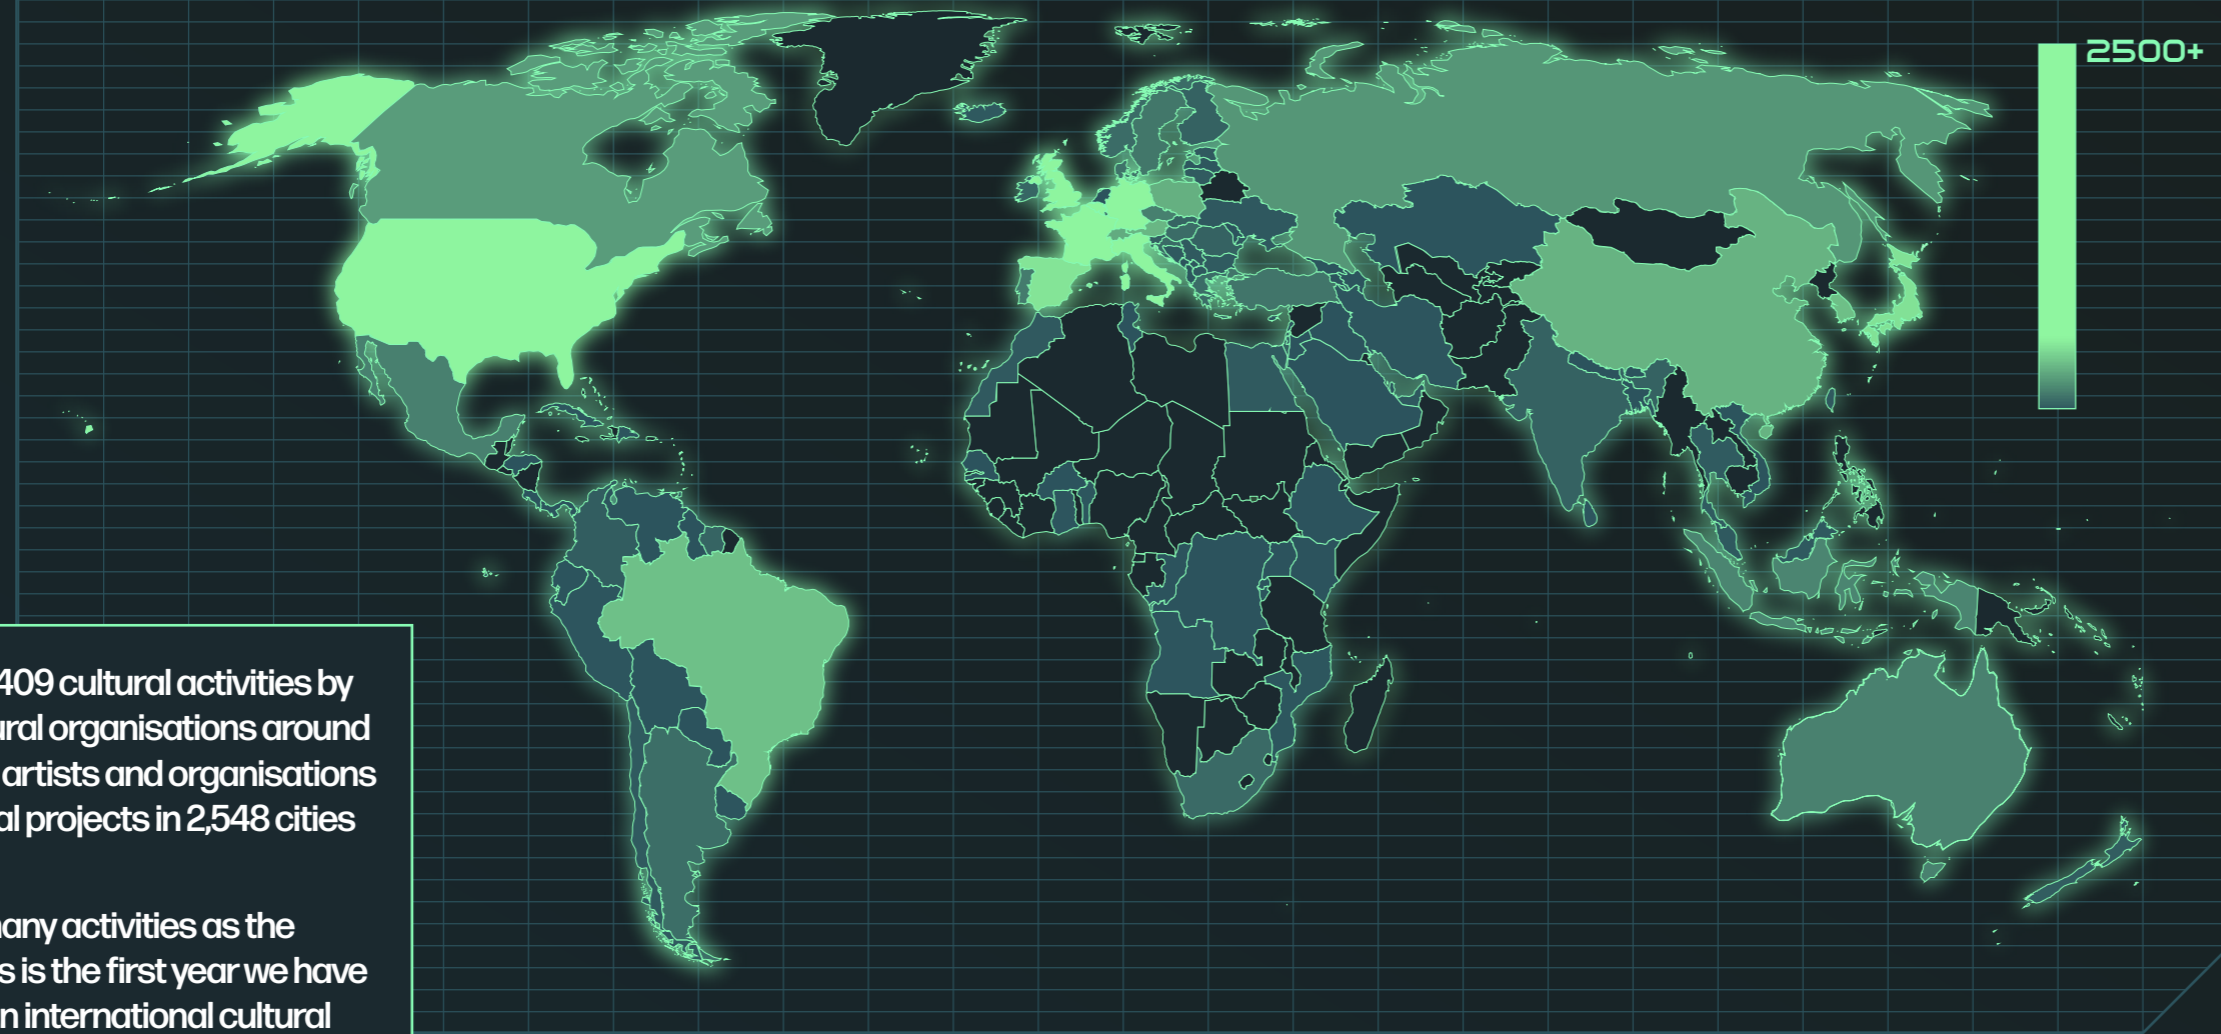 2500+
409 cultural activities by
ural organisations around
artists and organisations
al projects in 2,548 cities
nany activities as the
s is the first year we have
n international cultural